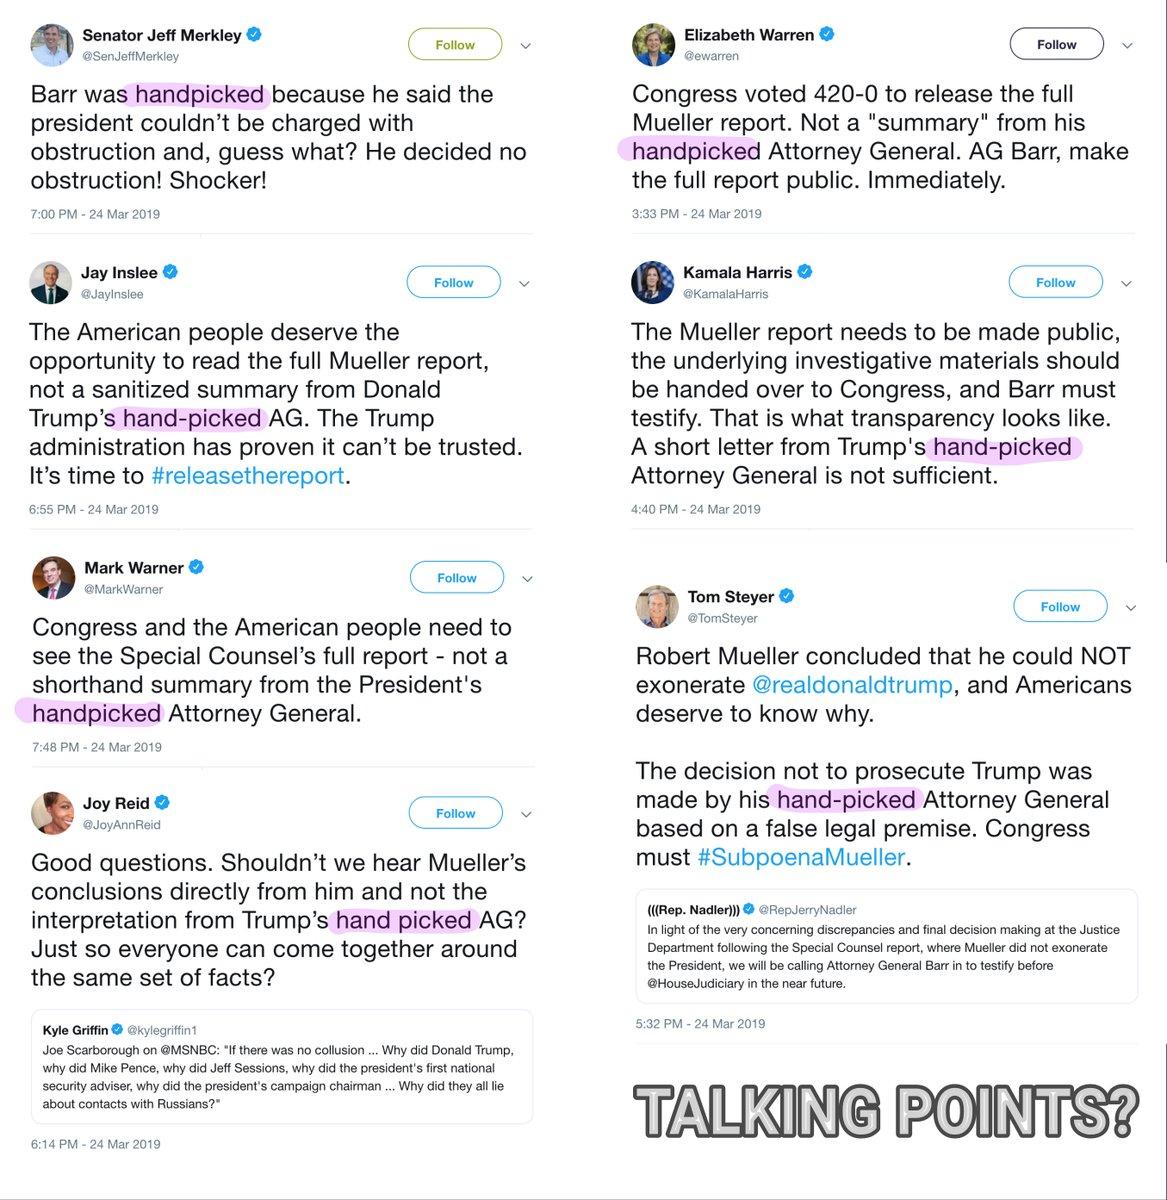 Senator Jeff Merkley
@SenJeffMerkley
Follow
Barr was handpicked because he said the
president couldn’t be charged with
obstruction and, guess what? He decided no
obstruction! Shocker!
7:00 PM - 24 Mar 2019
Jay Inslee
@JayInslee
Follow
The American people deserve the
opportunity to read the full Mueller report,
not a sanitized summary from Donald
Trump’s hand-picked AG. The Trump
administration has proven it can’t be trusted.
It’s time to #releasethereport.
6:55 PM - 24 Mar 2019
Mark Warner
@MarkWarner
Follow
Congress and the American people need to
see the Special Counsel’s full report - not a
shorthand summary from the President's
handpicked Attorney General.
7:48 PM - 24 Mar 2019
Joy Reid
@JoyAnnReid
Follow
Good questions. Shouldn’t we hear Mueller’s
conclusions directly from him and not the
interpretation from Trump’s hand picked AG?
Just so everyone can come together around
the same set of facts?
Kyle Griffin @kylegriffin1
Joe Scarborough on @MSNBC: "If there was no collusion ... Why did Donald Trump,
why did Mike Pence, why did Jeff Sessions, why did the president's first national
security adviser, why did the president's campaign chairman ... Why did they all lie
about contacts with Russians?"
6:14 PM - 24 Mar 2019
Elizabeth Warren
@ewarren
Follow
Congress voted 420-0 to release the full
Mueller report. Not a "summary" from his
handpicked Attorney General. AG Barr, make
the full report public. Immediately.
3:33 PM - 24 Mar 2019
Kamala Harris
@KamalaHarris
Follow
The Mueller report needs to be made public,
the underlying investigative materials should
be handed over to Congress, and Barr must
testify. That is what transparency looks like.
A short letter from Trump's hand-picked
Attorney General is not sufficient.
4:40 PM - 24 Mar 2019
Tom Steyer
@TomSteyer
Follow
Robert Mueller concluded that he could NOT
exonerate @realdonaldtrump, and Americans
deserve to know why.
The decision not to prosecute Trump was
made by his hand-picked Attorney General
based on a false legal premise. Congress
must #SubpoenaMueller.
(((Rep. Nadler))) @RepJerryNadler
In light of the very concerning discrepancies and final decision making at the Justice
Department following the Special Counsel report, where Mueller did not exonerate
the President, we will be calling Attorney General Barr in to testify before
@HouseJudiciary in the near future.
5:32 PM - 24 Mar 2019
TALKING POINTS?